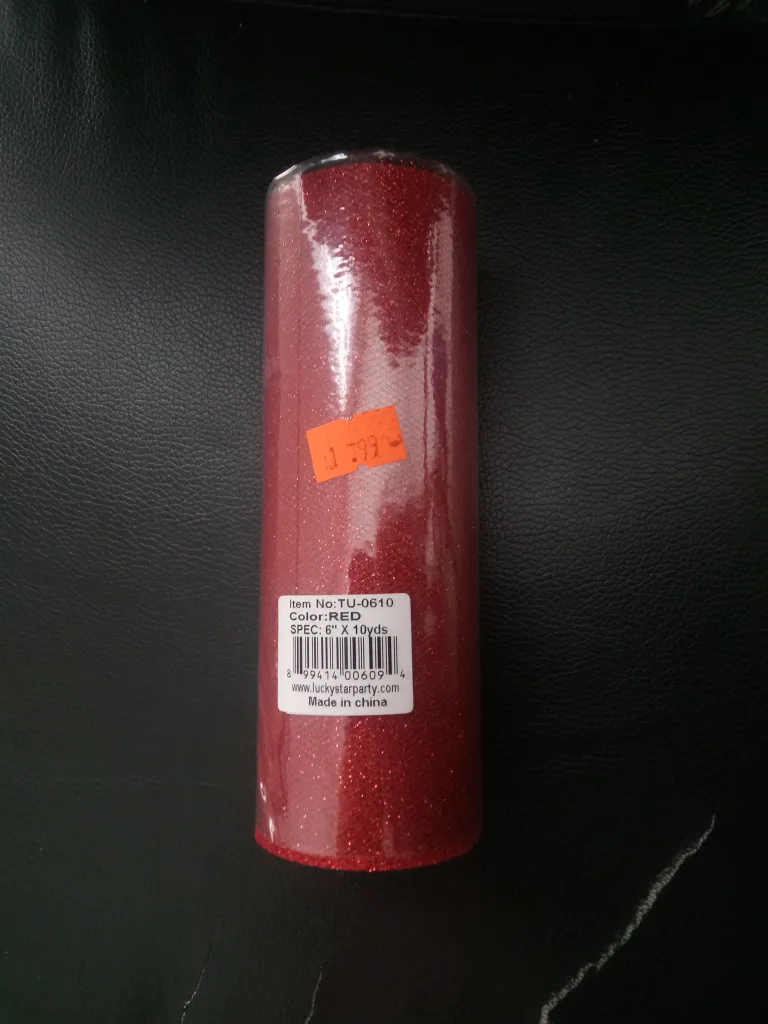 1.99
Item No:TU-0610
Color:RED
SPEC: 6" X 10yds
8 99414 00609 4
www.luckystarparty.com
Made in china